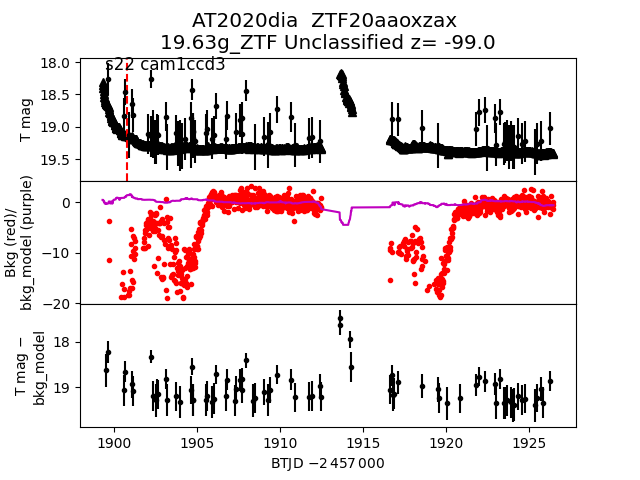 AT2020dia  ZTF20aaoxzax
19.63g_ZTF Unclassified z= -99.0
s22 cam1ccd3
18.0
18.5
19.0
19.5
T mag
0
−10
−20
Bkg (red)/
bkg_model (purple)
18
19
T mag −
bkg_model
1900 1905 1910 1915 1920 1925
BTJD −2 457 000